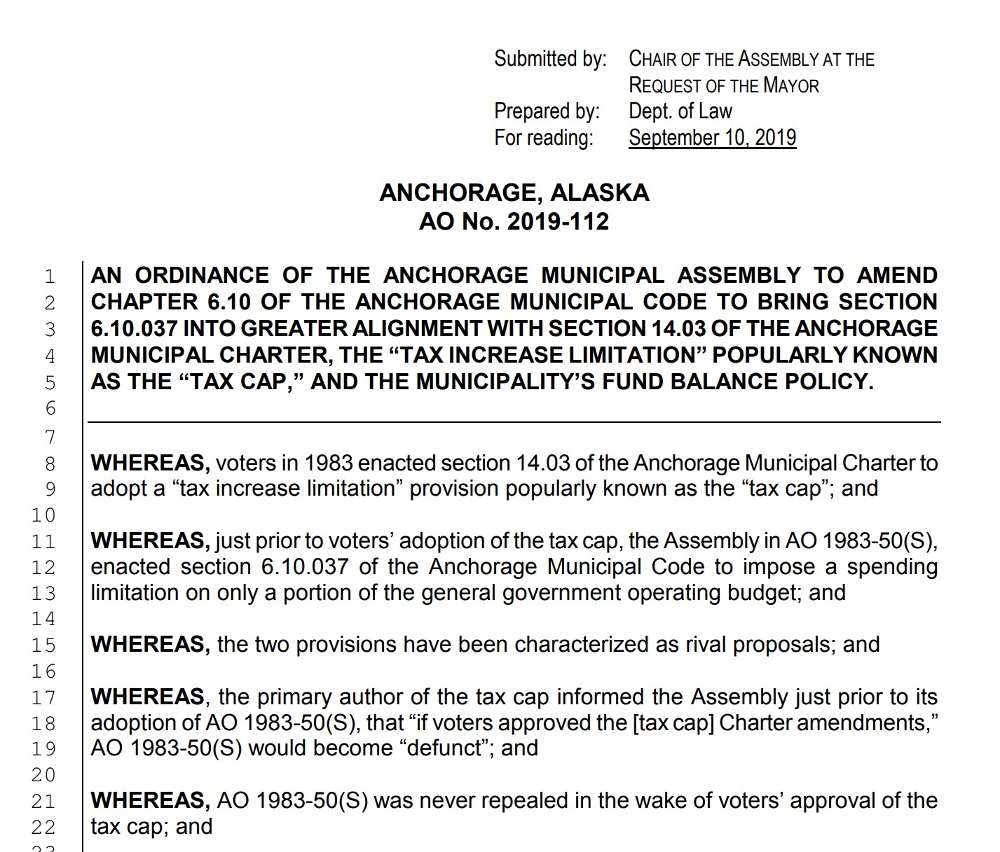 Submitted by: CHAIR OF THE ASSEMBLY AT THE
REQUEST OF THE MAYOR
Prepared by: Dept. of Law
For reading: September 10, 2019
ANCHORAGE, ALASKA
AO No. 2019-112
1 AN ORDINANCE OF THE ANCHORAGE MUNICIPAL ASSEMBLY TO AMEND
2 CHAPTER 6.10 OF THE ANCHORAGE MUNICIPAL CODE TO BRING SECTION
3 6.10.037 INTO GREATER ALIGNMENT WITH SECTION 14.03 OF THE ANCHORAGE
4 MUNICIPAL CHARTER, THE “TAX INCREASE LIMITATION” POPULARLY KNOWN
5 AS THE “TAX CAP,” AND THE MUNICIPALITY’S FUND BALANCE POLICY.
6
7
8 WHEREAS, voters in 1983 enacted section 14.03 of the Anchorage Municipal Charter to
9 adopt a “tax increase limitation” provision popularly known as the “tax cap”; and
10
11 WHEREAS, just prior to voters’ adoption of the tax cap, the Assembly in AO 1983-50(S),
12 enacted section 6.10.037 of the Anchorage Municipal Code to impose a spending
13 limitation on only a portion of the general government operating budget; and
14
15 WHEREAS, the two provisions have been characterized as rival proposals; and
16
17 WHEREAS, the primary author of the tax cap informed the Assembly just prior to its
18 adoption of AO 1983-50(S), that “if voters approved the [tax cap] Charter amendments,”
19 AO 1983-50(S) would become “defunct”; and
20
21 WHEREAS, AO 1983-50(S) was never repealed in the wake of voters’ approval of the
22 tax cap; and
23